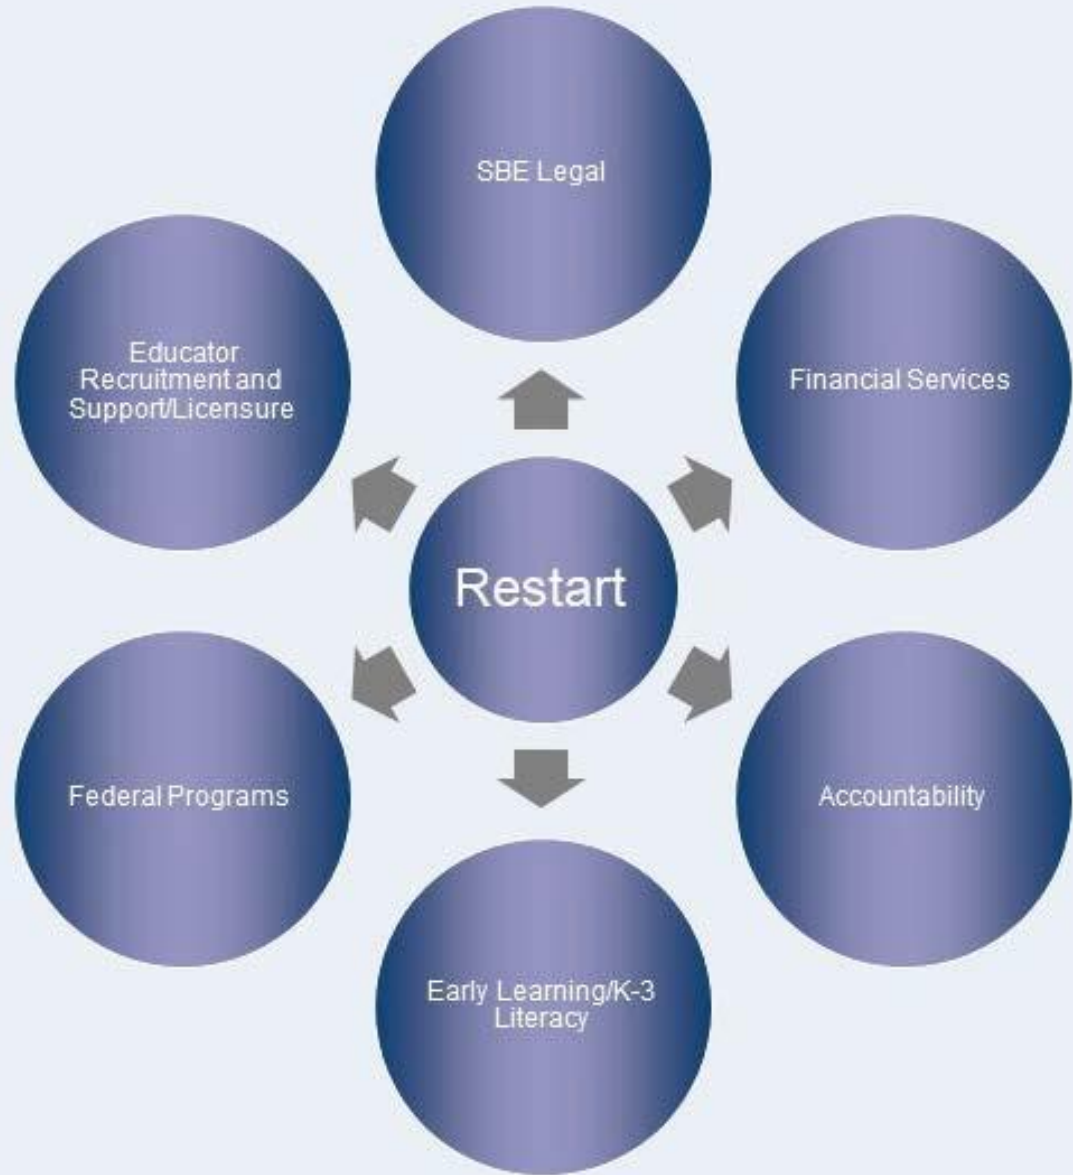 SBE Legal
Educator
Recruitment and
Support/Licensure
Financial Services
Restart
Federal Programs
Accountability
Early Learning/K-3
Literacy